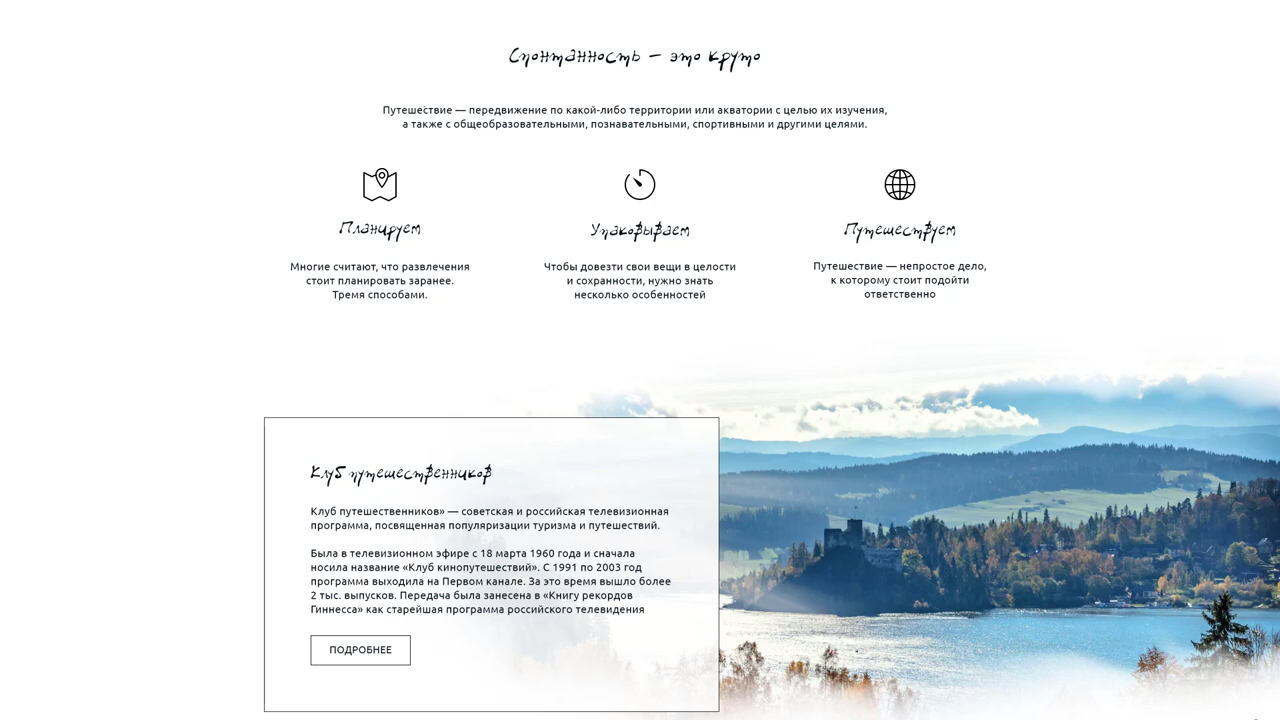 Спонтанность — это круто
Путешествие — передвижение по какой-либо территории или акватории с целью их изучения,
а также с общеобразовательными, познавательными, спортивными и другими целями.
Планируем
Многие считают, что развлечения
стоит планировать заранее.
Тремя способами.
Упаковываем
Чтобы довезти свои вещи в целости
и сохранности, нужно знать
несколько особенностей
Путешествуем
Путешествие — непростое дело,
к которому стоит подойти
ответственно
Клуб путешественников
Клуб путешественников» — советская и российская телевизионная
программа, посвященная популяризации туризма и путешествий.
Была в телевизионном эфире с 18 марта 1960 года и сначала
носила название «Клуб кинопутешествий». С 1991 по 2003 год
программа выходила на Первом канале. За это время вышло более
2 тыс. выпусков. Передача была занесена в «Книгу рекордов
Гиннесса» как старейшая программа российского телевидения
ПОДРОБНЕЕ